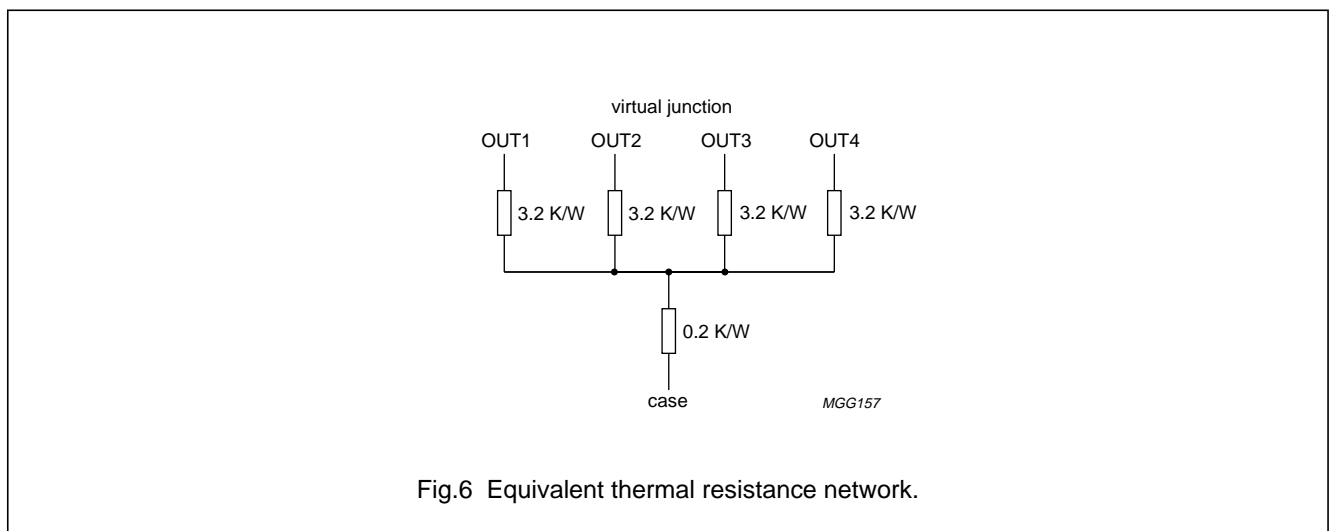 virtual junction
OUT1 OUT2 OUT3 OUT4
3.2 K/W 3.2 K/W 3.2 K/W 3.2 K/W
0.2 K/W
case
MGG157
Fig.6 Equivalent thermal resistance network.